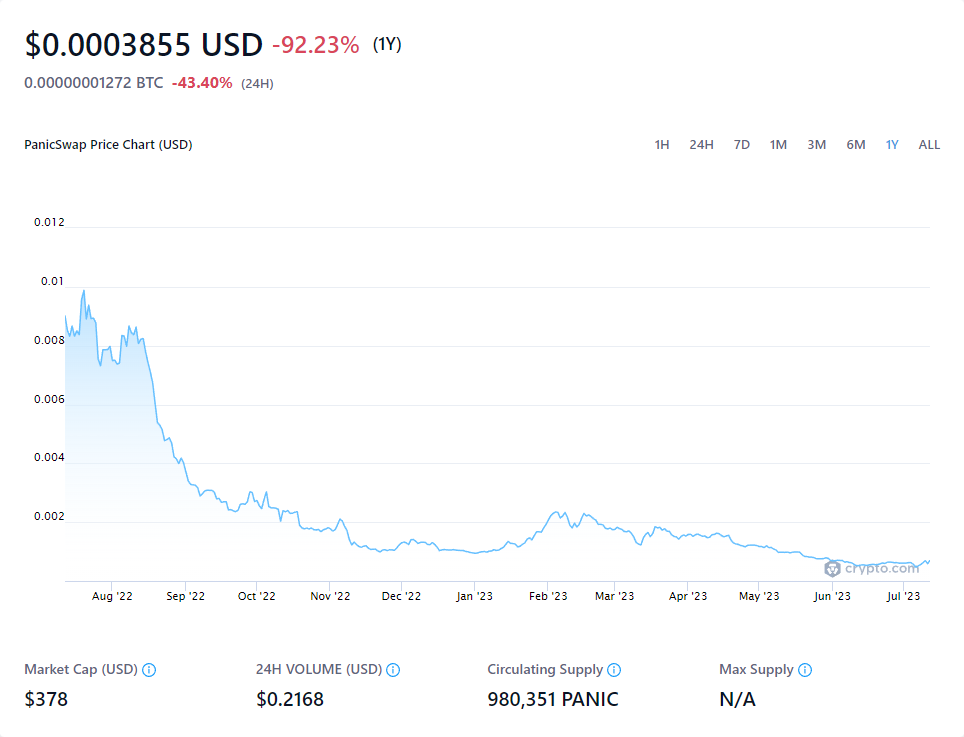 $0.0003855 USD -92.23% (1Y)
0.00000001272 BTC -43.40% (24H)
PanicSwap Price Chart (USD) 1H 24H 7D 1M 3M 6M 1Y ALL
0.012
0.01
0.008
0.006
0.004
0.002
crypto.com
Aug '22 Sep '22 Oct '22 Nov '22 Dec '22 Jan '23 Feb '23 Mar '23 Apr '23 May '23 Jun '23 Jul '23
Market Cap (USD) 24H VOLUME (USD) Circulating Supply Max Supply
$378 $0.2168 980,351 PANIC N/A